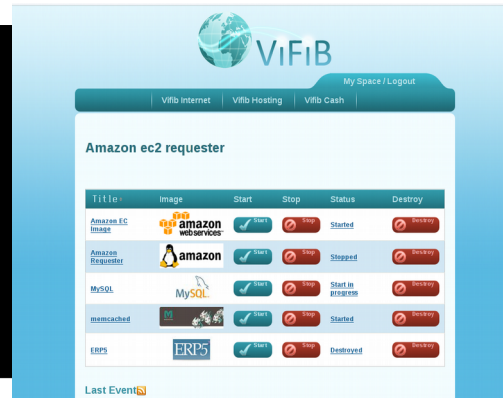 ViFiB
My Space / Logout
Vifib Internet Vifib Hosting Vifib Cash
Amazon ec2 requester
Title Image Start Stop Status Destroy
Amazon EC Image amazon webservices Start Stop Started Destroy
Amazon Requester amazon Start Stop Stopped Destroy
MySQL MySQL Start Stop Start in progress Destroy
memcached M Start Stop Started Destroy
ERP5 ERP5 Start Stop Destroyed Destroy
Last Event